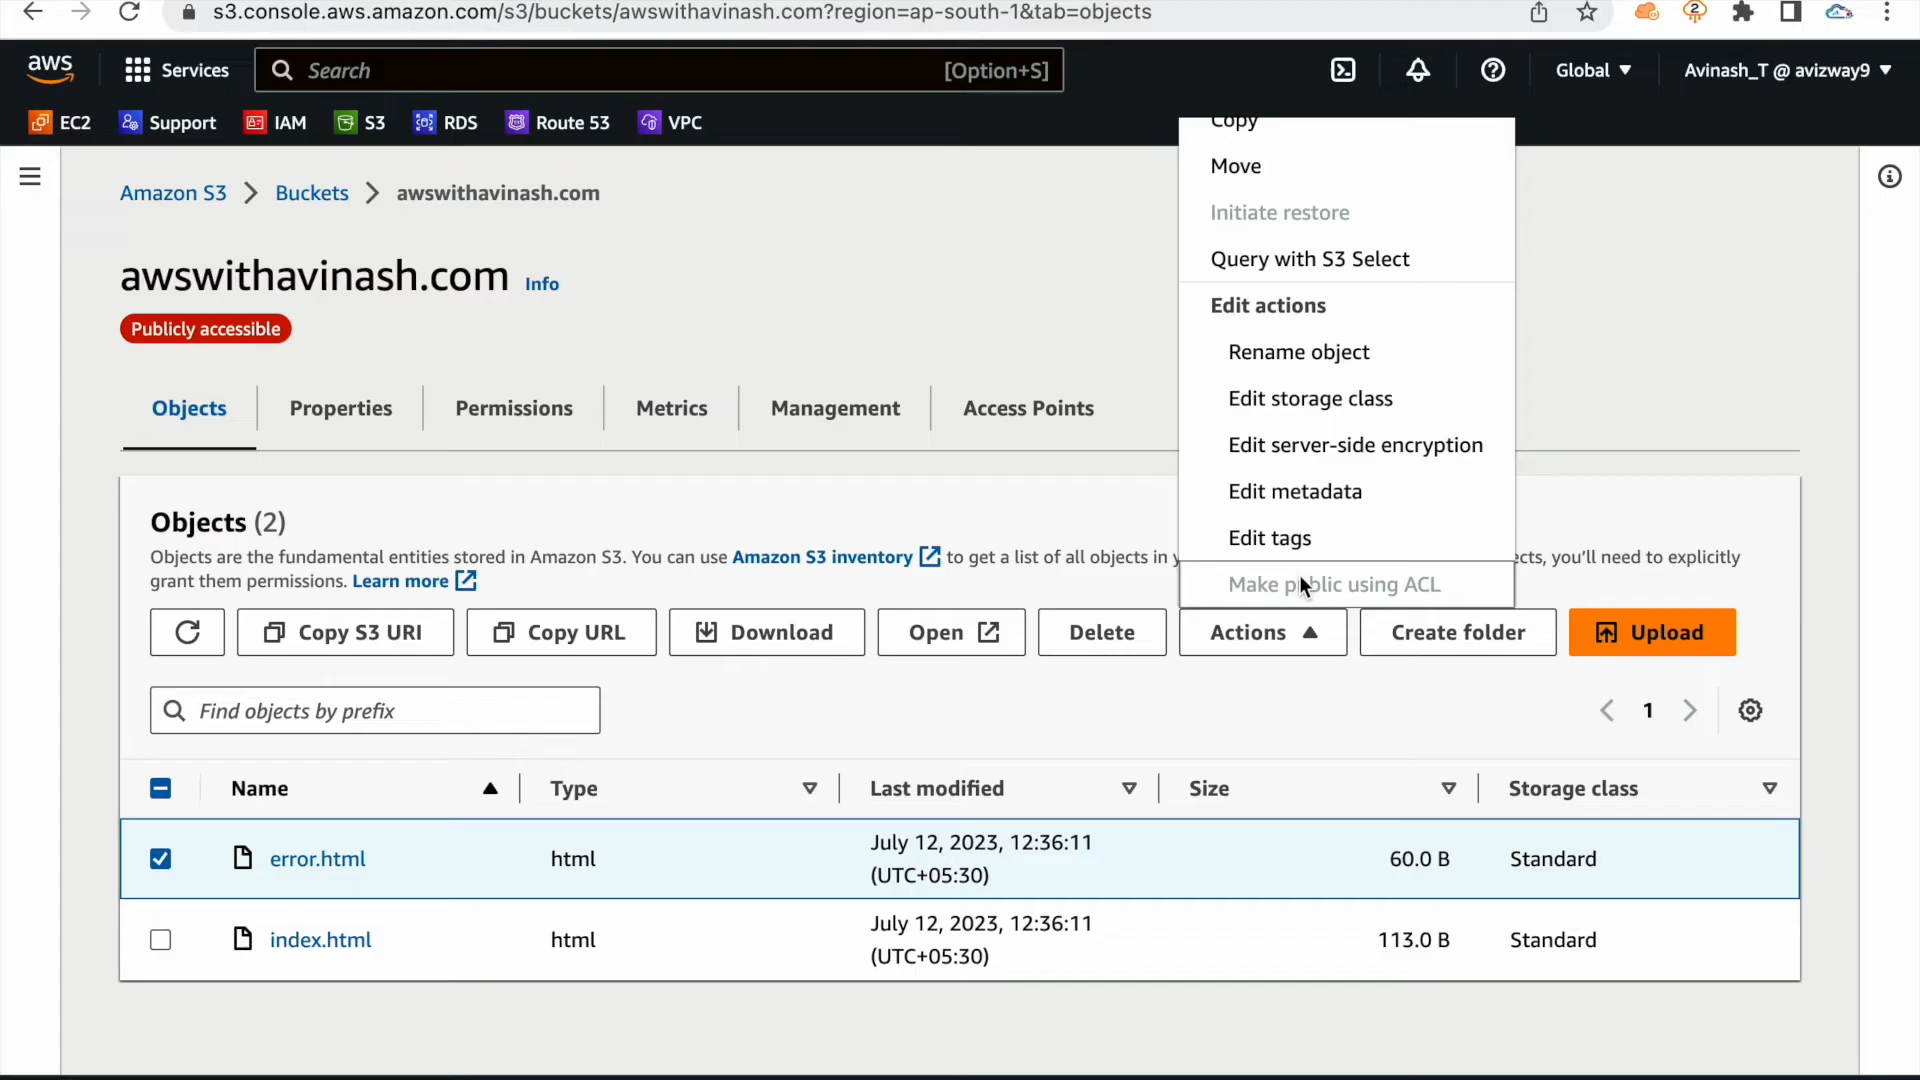 s3.console.aws.amazon.com/s3/buckets/awswithavinash.com?region=ap-south-1&tab=objects
2
aws Services Search [Option+S] Global Avinash_T @ avizway9
EC2 Support IAM S3 RDS Route 53 VPC
Copy
Move
Initiate restore
Query with S3 Select
Edit actions
Rename object
Edit storage class
Edit server-side encryption
Edit metadata
Edit tags
Make public using ACL
Amazon S3 Buckets awswithavinash.com
awswithavinash.com Info
Publicly accessible
Objects Properties Permissions Metrics Management Access Points
Objects (2)
Objects are the fundamental entities stored in Amazon S3. You can use Amazon S3 inventory to get a list of all objects in you'll need to explicitly
grant them permissions. Learn more
Copy S3 URI Copy URL Download Open Delete Actions Create folder Upload
Find objects by prefix 1
Name Type Last modified Size Storage class
error.html html July 12, 2023, 12:36:11 (UTC+05:30) 60.0 B Standard
index.html html July 12, 2023, 12:36:11 (UTC+05:30) 113.0 B Standard